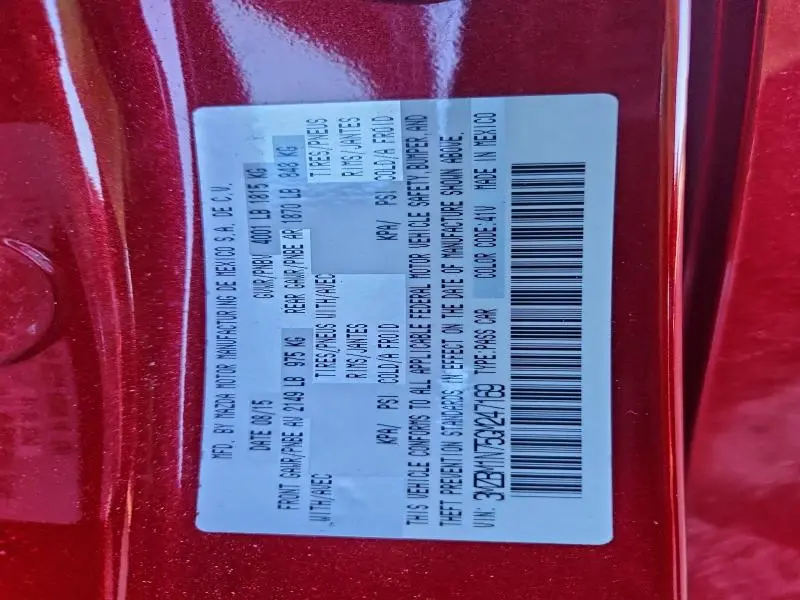 MFD. BY MAZDA MOTOR MANUFACTURING DE MEXICO S.A. DE C.V.
DATE 08/15 GVWR/PNBV 4001 LB 1815 KG
FRONT GAWR/PNBE AV 2149 LB 975 KG REAR GAWR/PNBE AR 1870 LB 848 KG
WITH/AVEC TIRES/PNEUS WITH/AVEC TIRES/PNEUS
RIMS/JANTES RIMS/JANTES
KPA/ PSI COLD/A FROID KPA/ PSI COLD/A FROID
THIS VEHICLE CONFORMS TO ALL APPLICABLE FEDERAL MOTOR VEHICLE SAFETY, BUMPER, AND
THEFT PREVENTION STANDARDS IN EFFECT ON THE DATE OF MANUFACTURE SHOWN ABOVE.
VIN: TYPE:PASS CAR COLOR CODE:41V MADE IN MEXICO